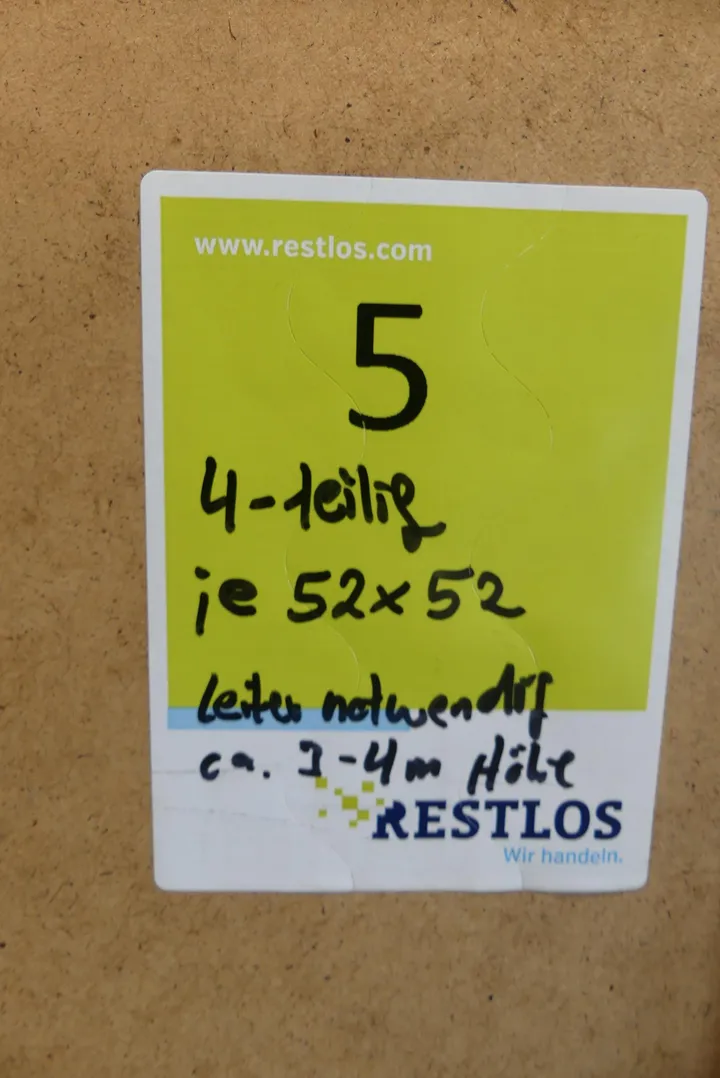 www.restlos.com
5
4-teilig
je 52x52
Leiter notwendig
ca. 3-4m Höhe
RESTLOS
Wir handeln.